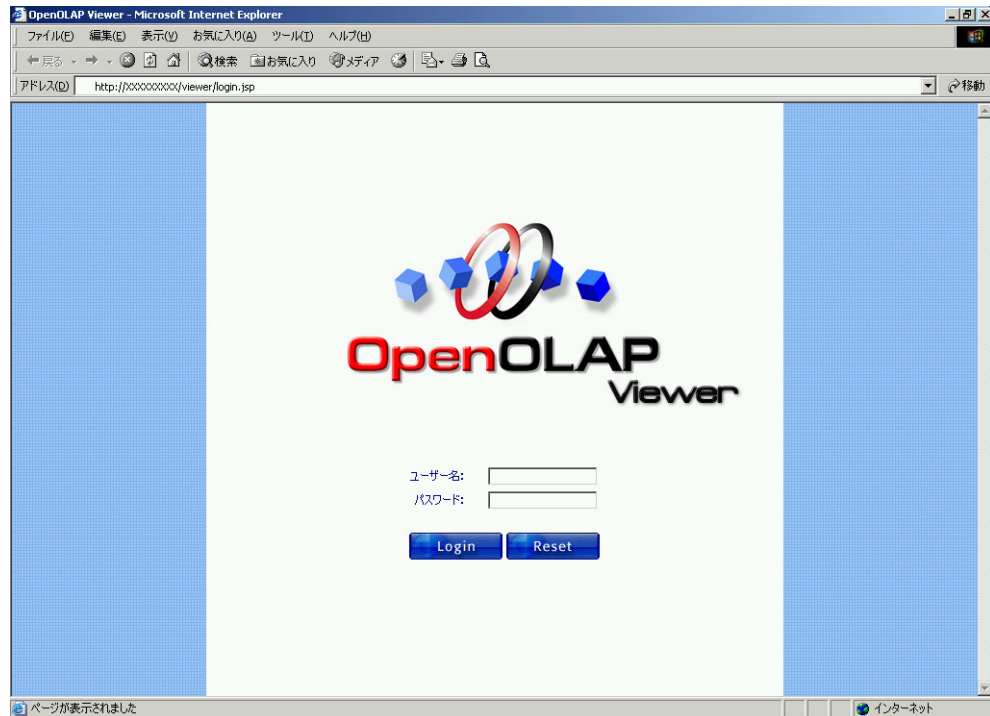 OpenOLAP Viewer - Microsoft Internet Explorer
ファイル(F) 編集(E) 表示(V) お気に入り(A) ツール(T) ヘルプ(H)
戻る 検索 お気に入り メディア
アドレス(D) http://XXXXXXXXX/viewer/login.jsp 移動
OpenOLAP
Viewer
ユーザー名:
パスワード:
Login Reset
ページが表示されました インターネット